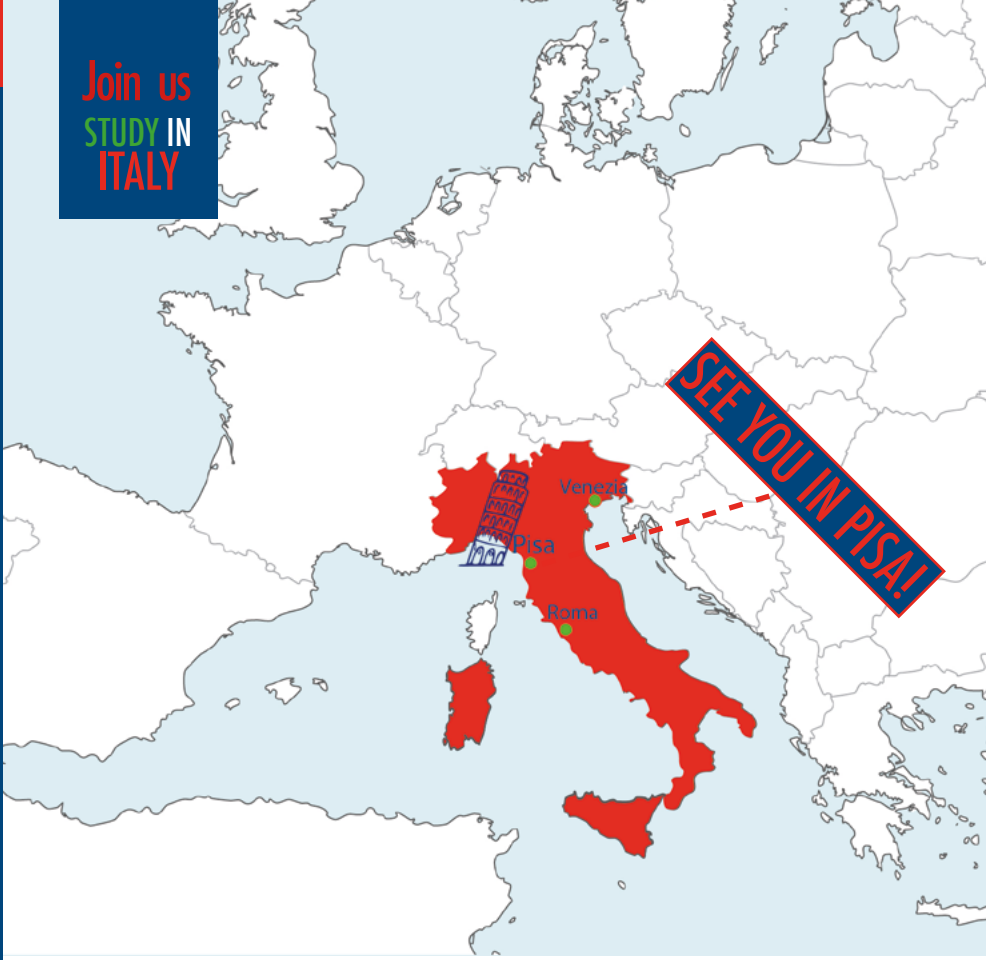 Join us
STUDY IN
ITALY
SEE YOU IN PISA!
Venezia
Pisa
Roma